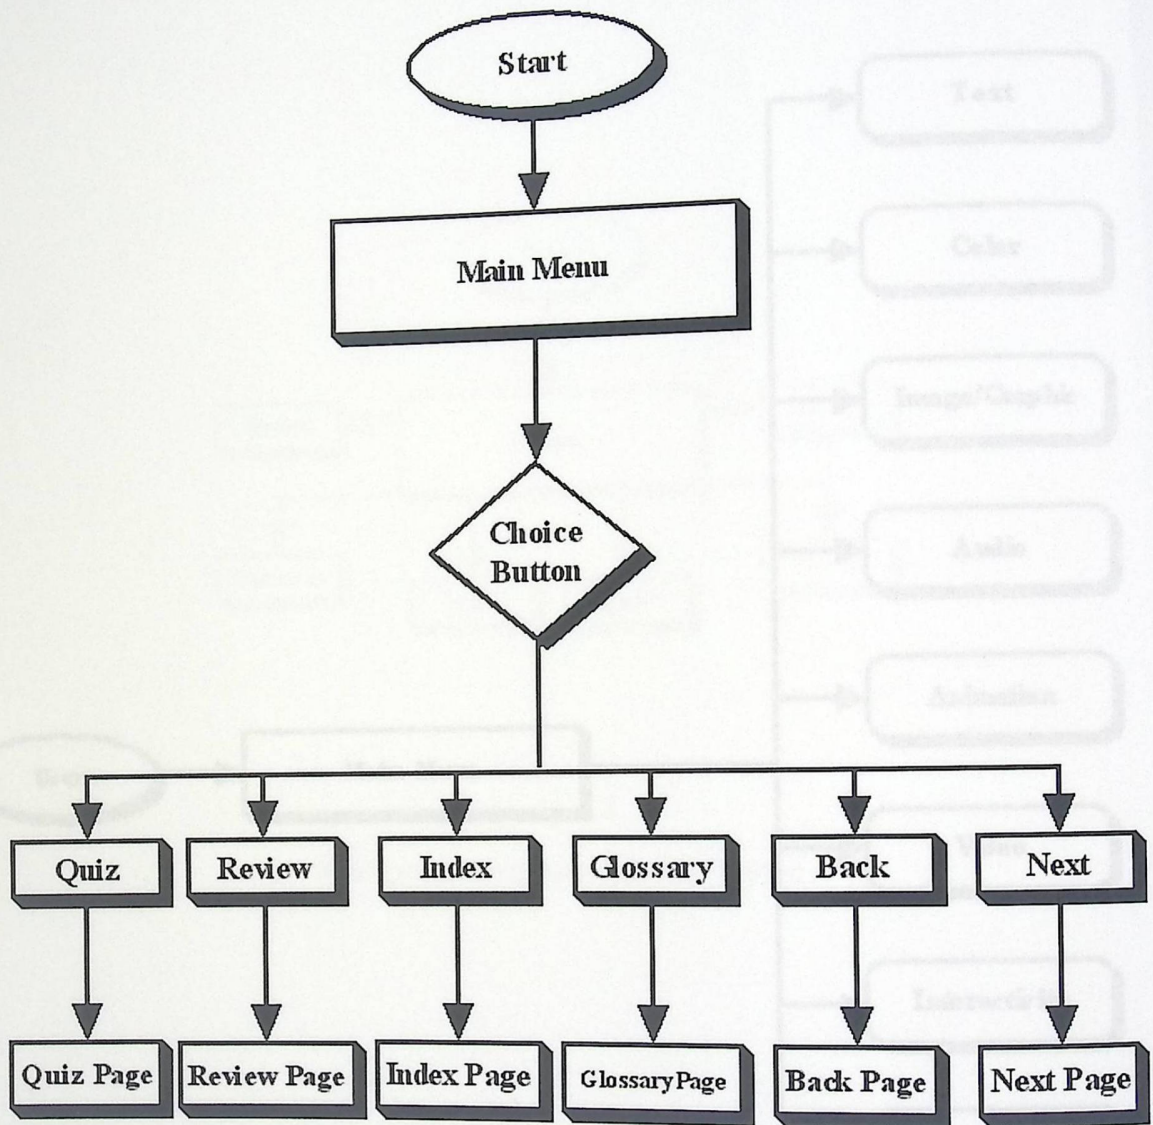 Start
Main Menu
Choice
Button
Quiz
Review
Index
Glossary
Back
Next
Quiz Page
Review Page
Index Page
Glossary Page
Back Page
Next Page
Text
Color
Image/Graphic
Audio
Animation
Video